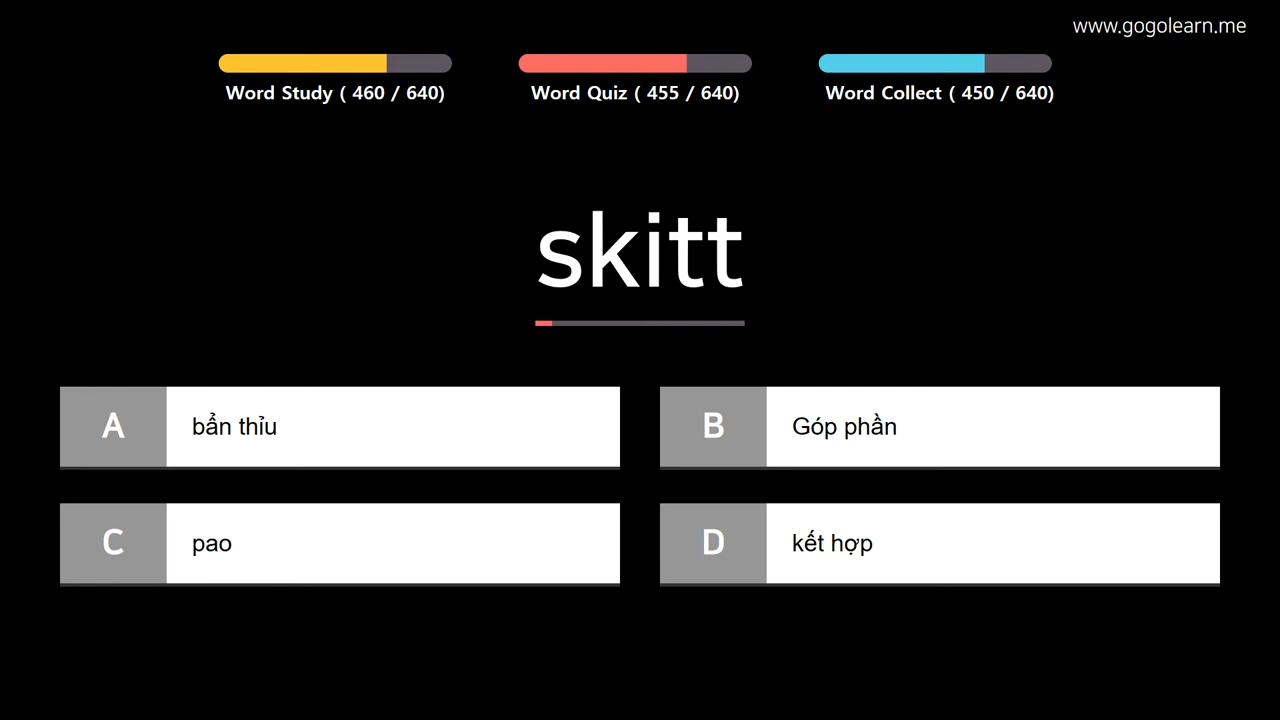 www.gogolearn.me
Word Study ( 460 / 640)
Word Quiz ( 455 / 640)
Word Collect ( 450 / 640)
skitt
A bẩn thỉu
B Góp phần
C pao
D kết hợp